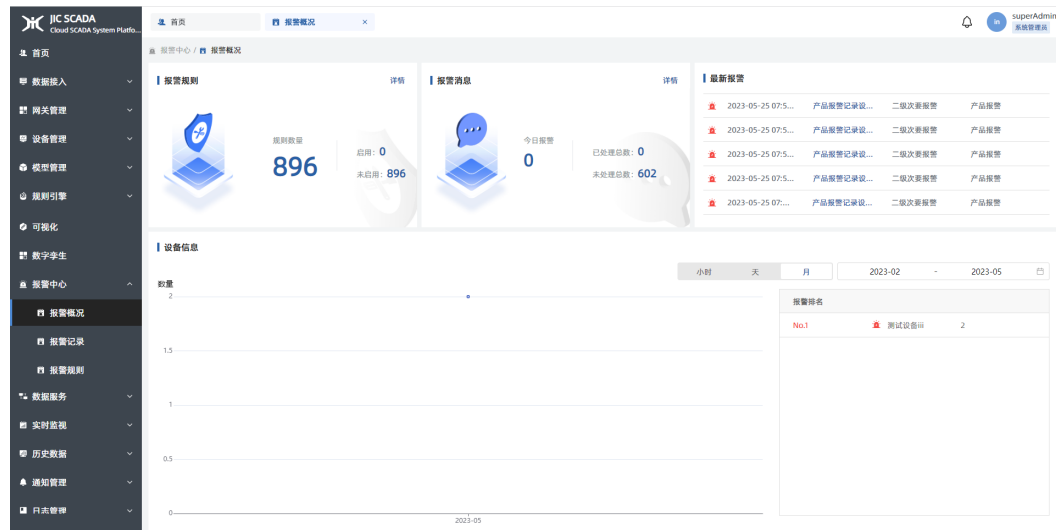 JIC SCADA
Cloud SCADA System Platfo...
首页
报警概况 ×
in
superAdmin
系统管理员
报警中心 / 报警概况
首页
数据接入
网关管理
设备管理
模型管理
规则引擎
可视化
数字孪生
报警中心
报警概况
报警记录
报警规则
数据服务
实时监视
历史数据
通知管理
日志管理
报警规则 详情
规则数量
896
启用: 0
未启用: 896
报警消息 详情
今日报警
0
已处理总数: 0
未处理总数: 602
最新报警
2023-05-25 07:5... 产品报警记录设... 二级次要报警 产品报警
2023-05-25 07:5... 产品报警记录设... 二级次要报警 产品报警
2023-05-25 07:5... 产品报警记录设... 二级次要报警 产品报警
2023-05-25 07:5... 产品报警记录设... 二级次要报警 产品报警
2023-05-25 07:... 产品报警记录设... 二级次要报警 产品报警
设备信息
小时 天 月 2023-02 - 2023-05
数量
2
1.5
1
0.5
0
2023-05
报警排名
No.1 测试设备iii 2